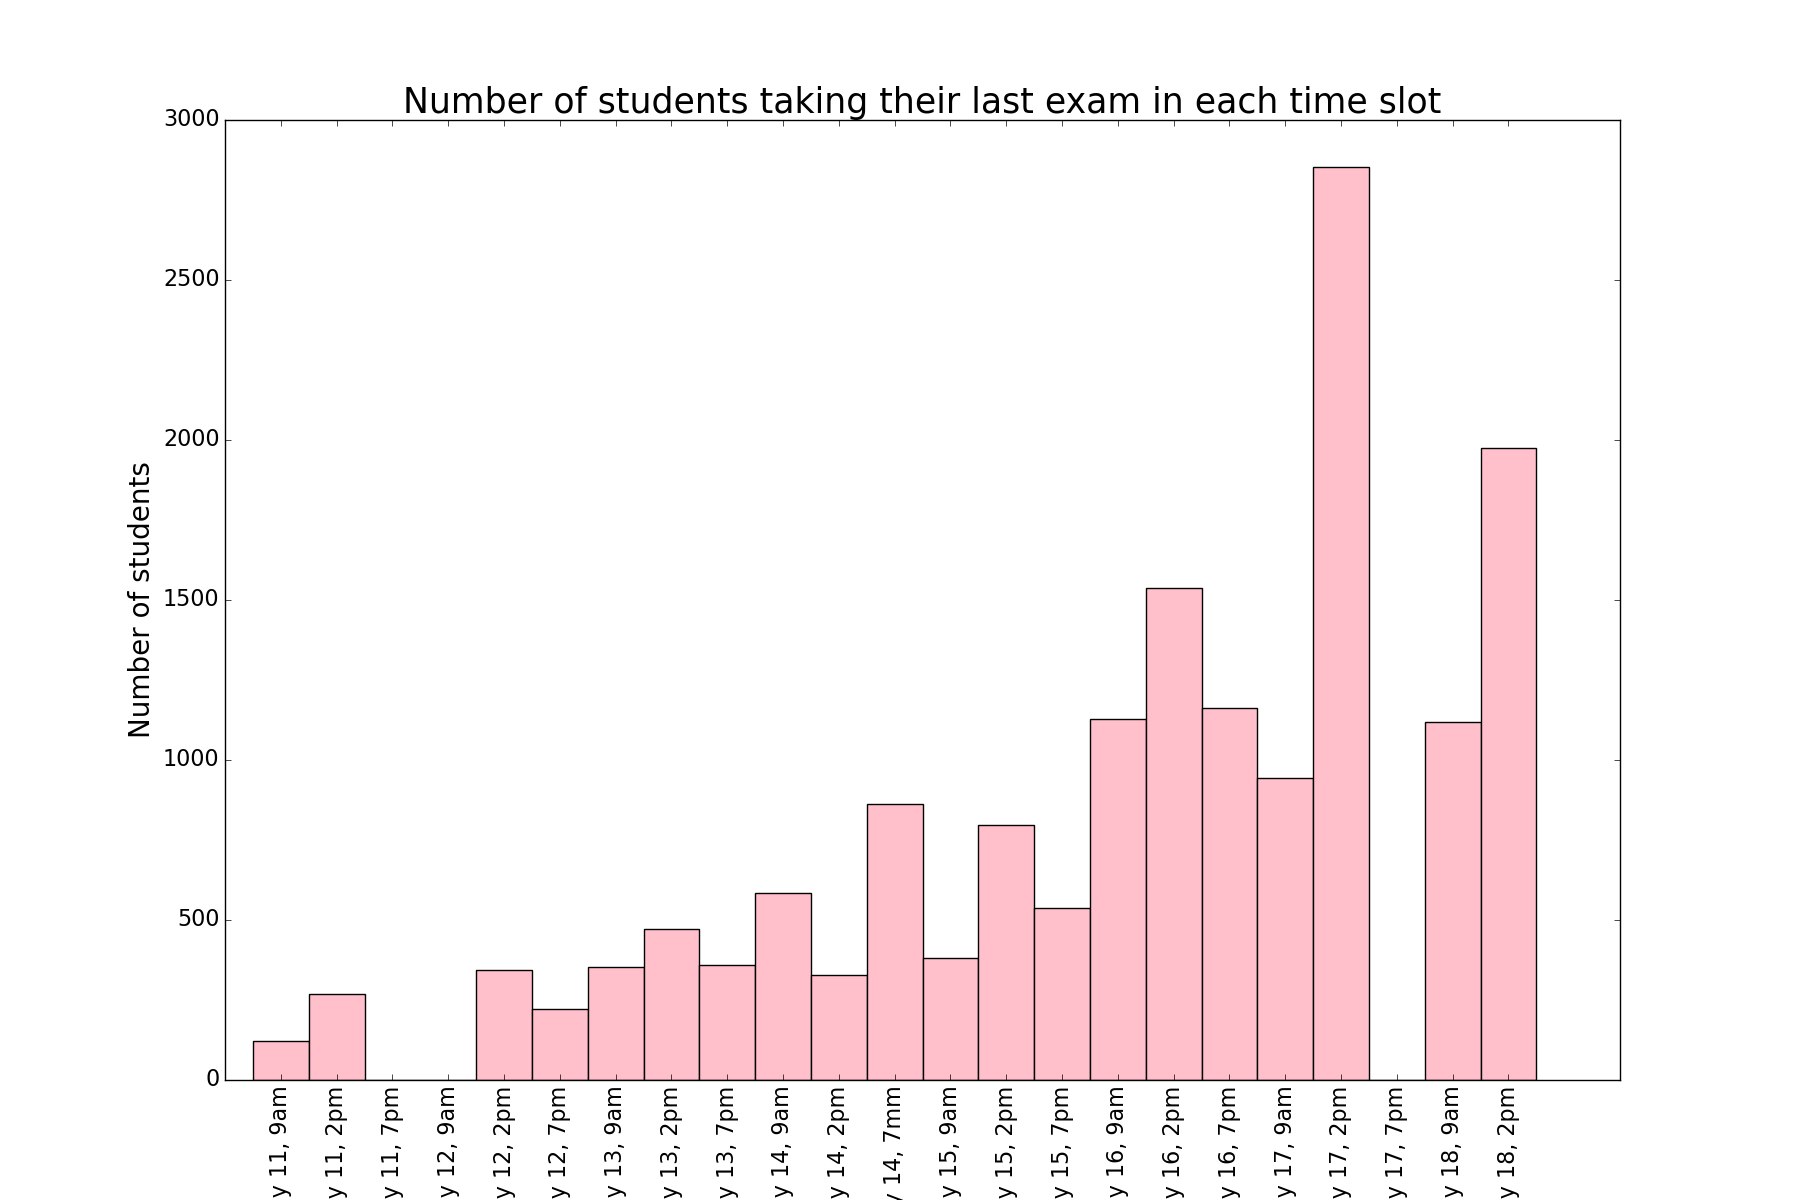 Number of students taking their last exam in each time slot
Number of students
3000
2500
2000
1500
1000
500
0
y 11, 9am
y 11, 2pm
y 11, 7pm
y 12, 9am
y 12, 2pm
y 12, 7pm
y 13, 9am
y 13, 2pm
y 13, 7pm
y 14, 9am
y 14, 2pm
y 14, 7mm
y 15, 9am
y 15, 2pm
y 15, 7pm
y 16, 9am
y 16, 2pm
y 16, 7pm
y 17, 9am
y 17, 2pm
y 17, 7pm
y 18, 9am
y 18, 2pm